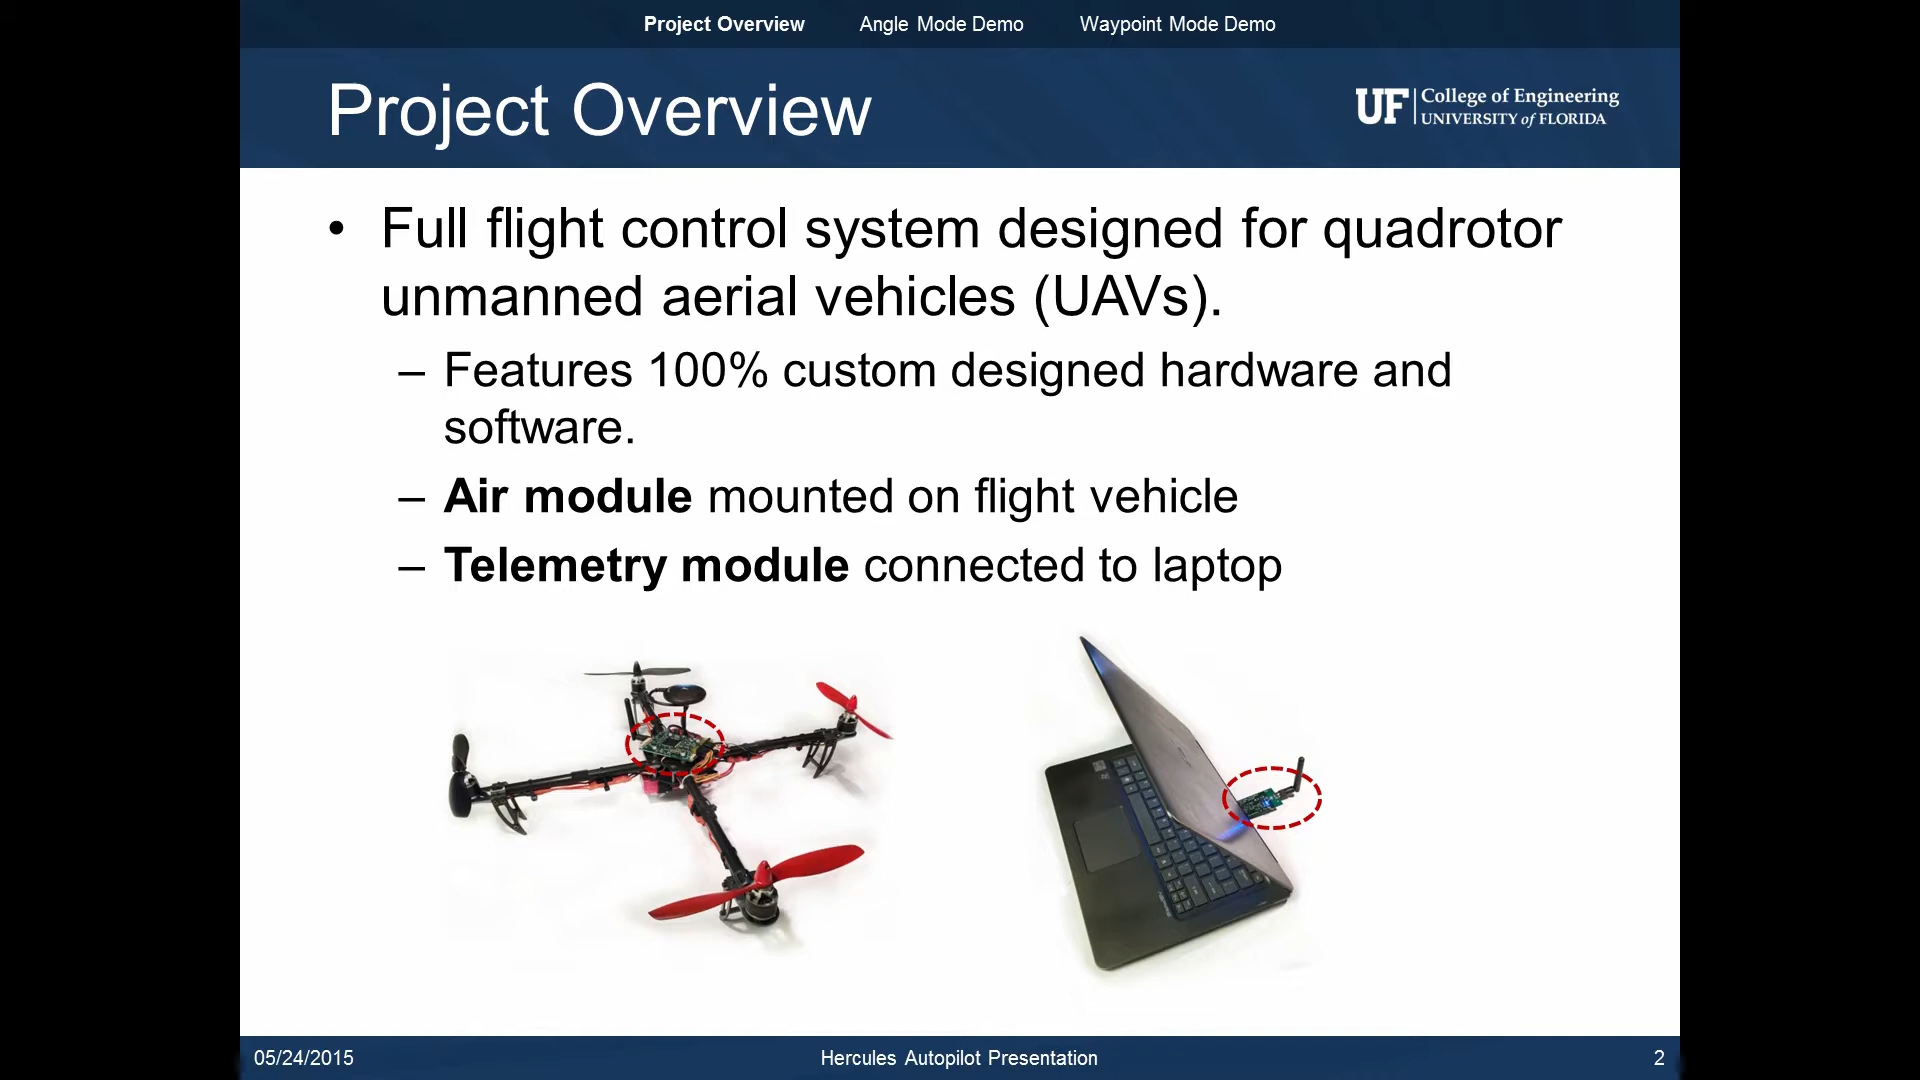 Project Overview Angle Mode Demo Waypoint Mode Demo
Project Overview
UF College of Engineering
UNIVERSITY of FLORIDA
• Full flight control system designed for quadrotor
unmanned aerial vehicles (UAVs).
– Features 100% custom designed hardware and
software.
– Air module mounted on flight vehicle
– Telemetry module connected to laptop
05/24/2015 Hercules Autopilot Presentation 2